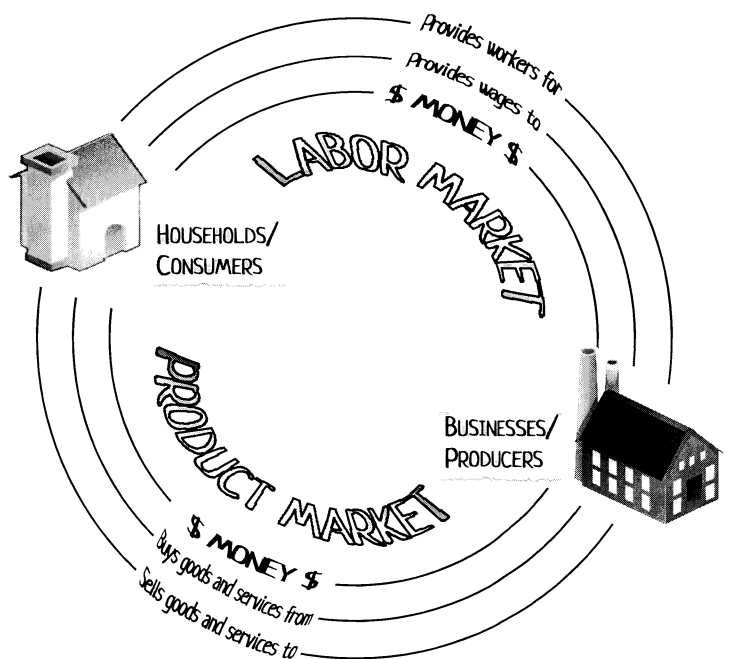 Provides workers for
Provides wages to
$ MONEY $
LABOR MARKET
HOUSEHOLDS/
CONSUMERS
PRODUCT MARKET
BUSINESSES/
PRODUCERS
$ MONEY $
Buys goods and services from
Sells goods and services to